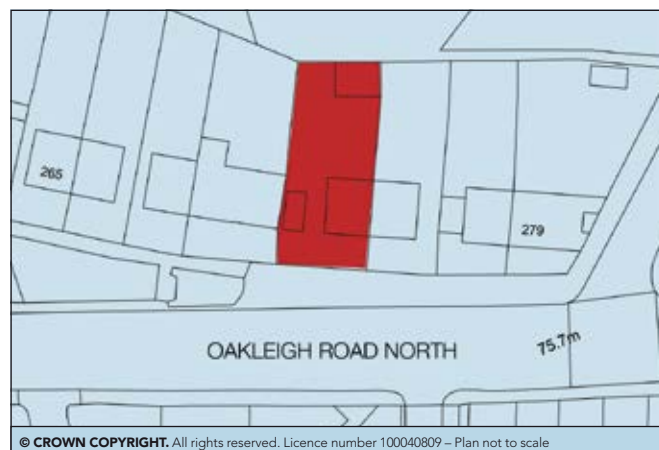 265
279
OAKLEIGH ROAD NORTH
75.7m
© CROWN COPYRIGHT. All rights reserved. Licence number 100040809 – Plan not to scale